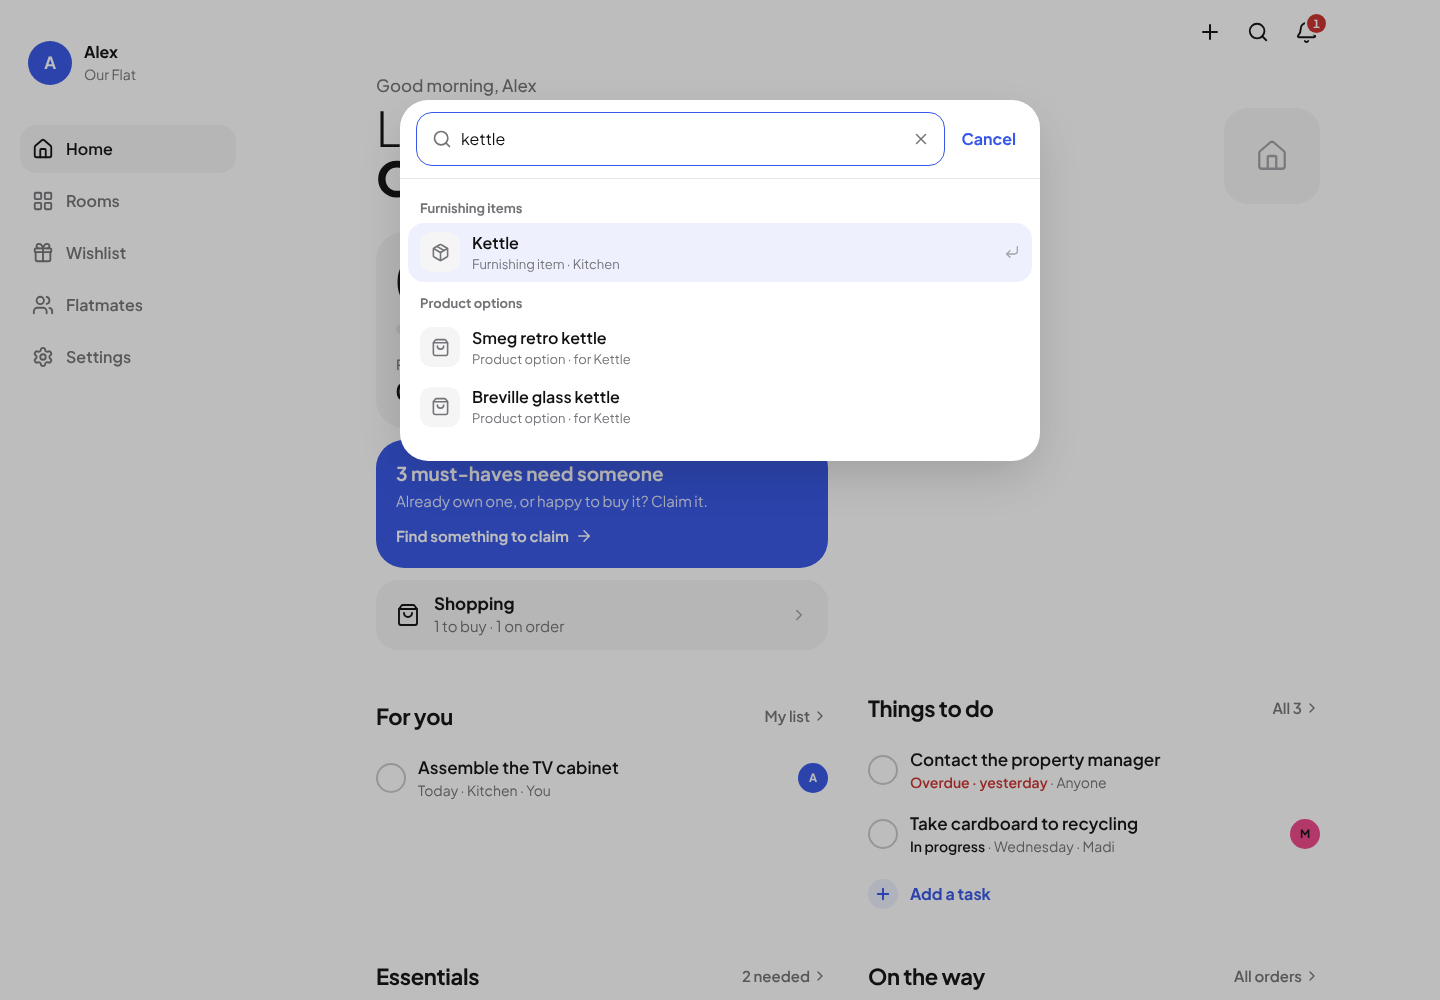 A
Alex
Our Flat
Home
Rooms
Wishlist
Flatmates
Settings
1
Good morning, Alex
kettle
Cancel
Furnishing items
Kettle
Furnishing item · Kitchen
Product options
Smeg retro kettle
Product option · for Kettle
Breville glass kettle
Product option · for Kettle
3 must-haves need someone
Already own one, or happy to buy it? Claim it.
Find something to claim
Shopping
1 to buy · 1 on order
For you
My list
Assemble the TV cabinet
Today · Kitchen · You
A
Things to do
All 3
Contact the property manager
Overdue · yesterday · Anyone
Take cardboard to recycling
In progress · Wednesday · Madi
M
Add a task
Essentials
2 needed
On the way
All orders